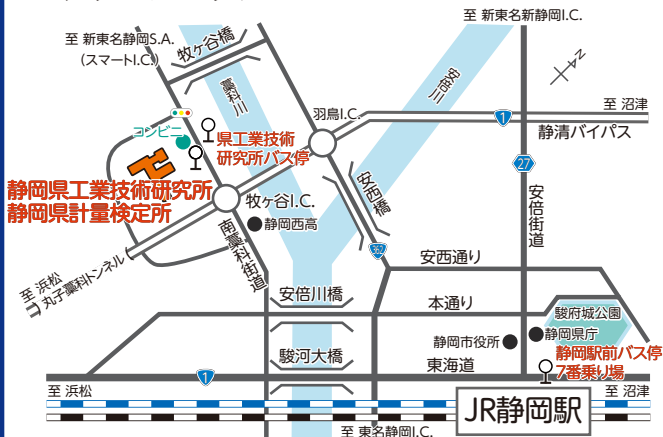 至 新東名新静岡I.C.
至 新東名静岡S.A.
(スマートI.C.)
牧ヶ谷橋
N
藁科川
安倍川
羽鳥I.C.
至 沼津
1
静清バイパス
コンビニ
県工業技術
研究所バス停
27
安倍街道
静岡県工業技術研究所
静岡県計量検定所
牧ヶ谷I.C.
安西橋
静岡西高
南藁科街道
362
安西通り
至 浜松
丸子藁科トンネル
安倍川橋
本通り
駿府城公園
静岡県庁
静岡市役所
駿河大橋
東海道
静岡駅前バス停
7番乗り場
1
至 浜松
至 沼津
JR静岡駅
至 東名静岡I.C.